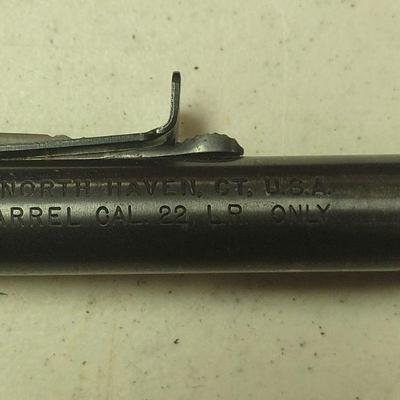 NORTH HAVEN, CT. U.S.A.
ARREL CAL. 22 L.R. ONLY